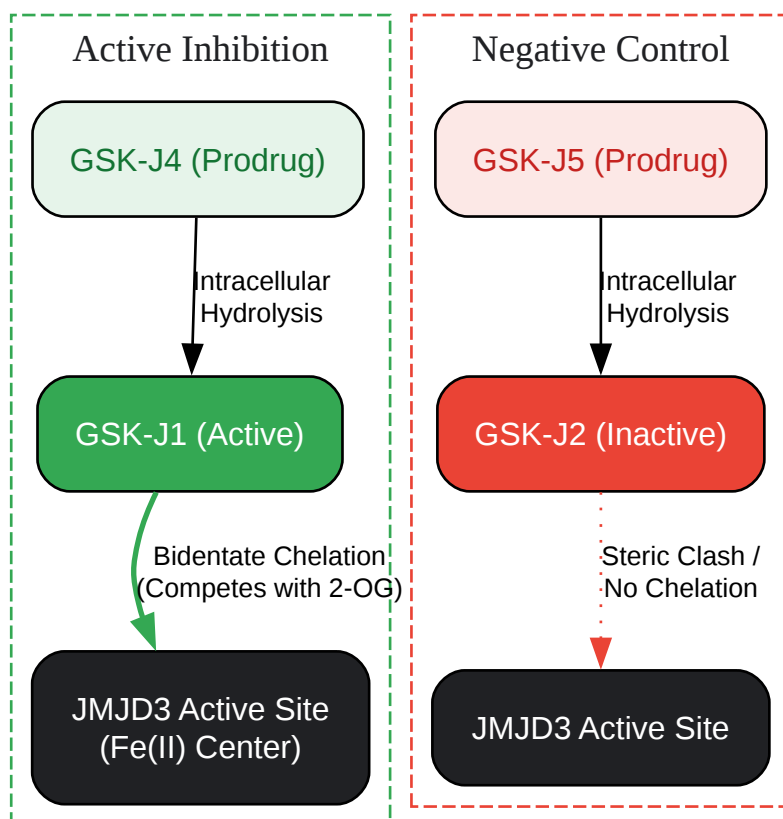 Active Inhibition
GSK-J4 (Prodrug)
Intracellular
Hydrolysis
GSK-J1 (Active)
Bidentate Chelation
(Competes with 2-OG)
JMJD3 Active Site
(Fe(II) Center)
Negative Control
GSK-J5 (Prodrug)
Intracellular
Hydrolysis
GSK-J2 (Inactive)
Steric Clash /
No Chelation
JMJD3 Active Site